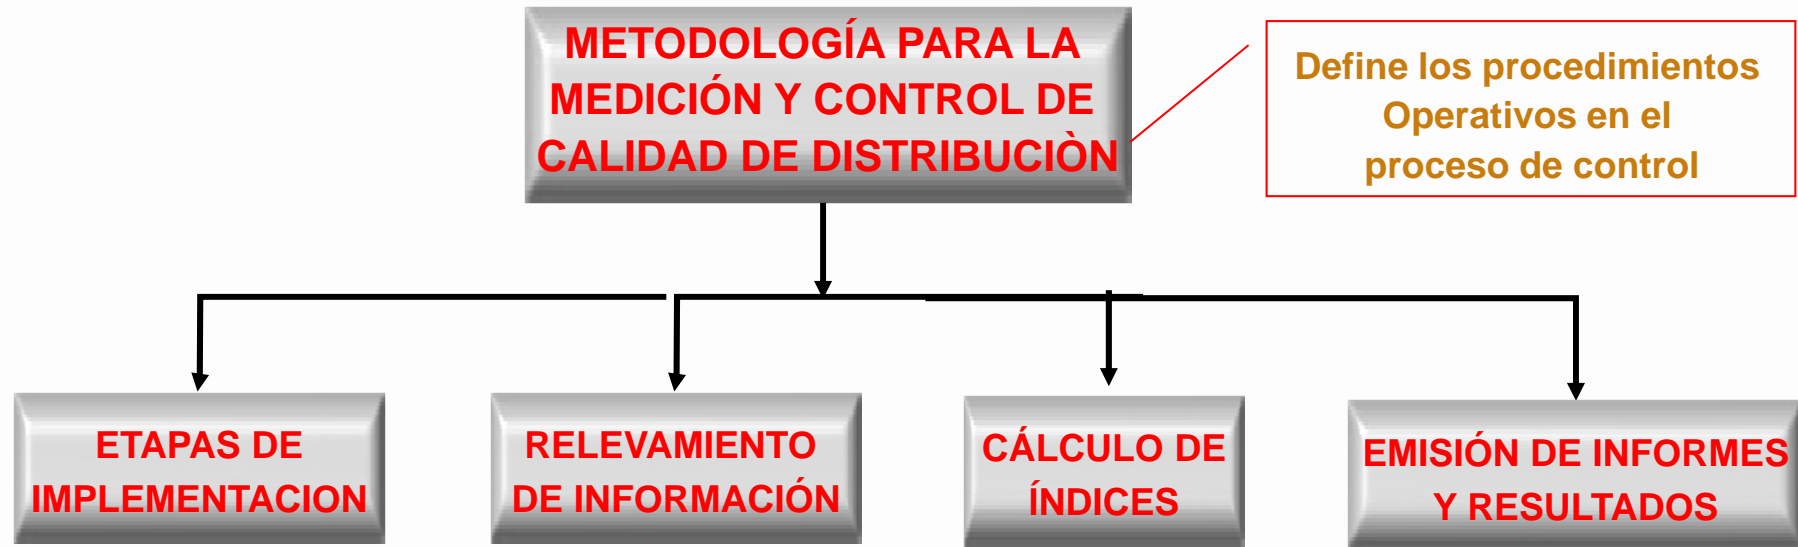 METODOLOGÍA PARA LA
MEDICIÓN Y CONTROL DE
CALIDAD DE DISTRIBUCIÒN
Define los procedimientos
Operativos en el
proceso de control
ETAPAS DE
IMPLEMENTACION
RELEVAMIENTO
DE INFORMACIÓN
CÁLCULO DE
ÍNDICES
EMISIÓN DE INFORMES
Y RESULTADOS